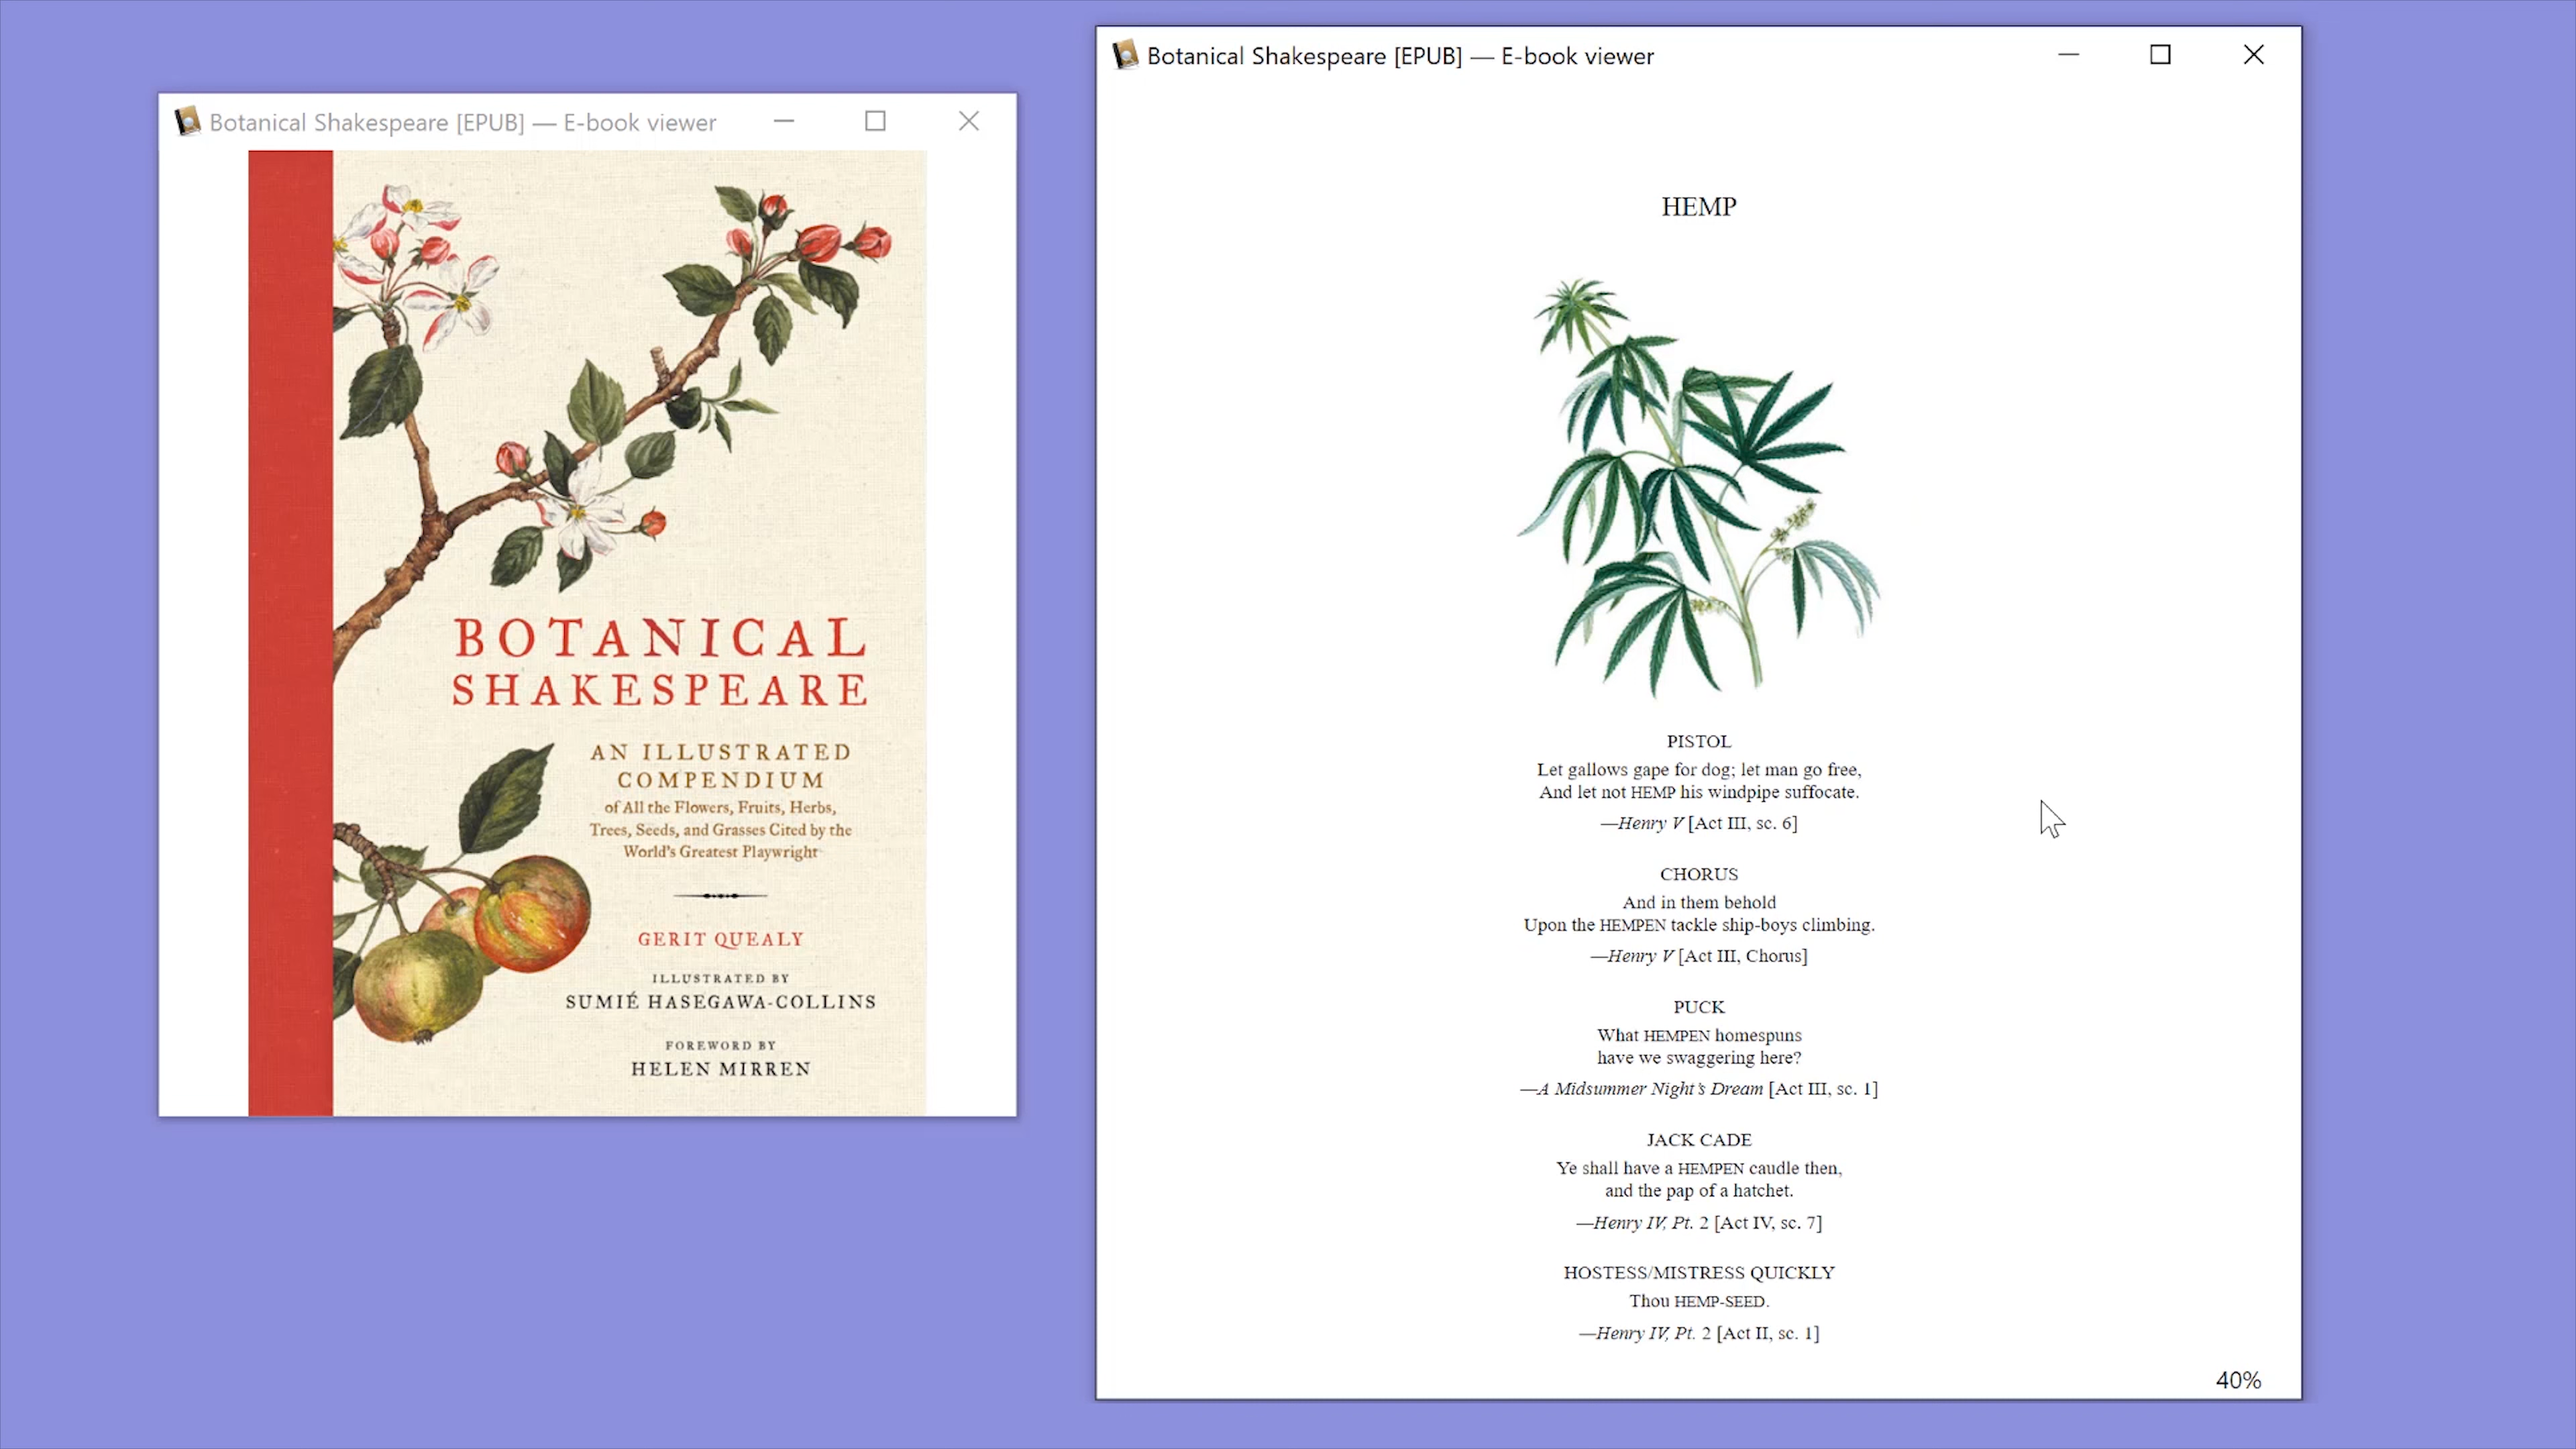 Botanical Shakespeare [EPUB] — E-book viewer
BOTANICAL
SHAKESPEARE
AN ILLUSTRATED
COMPENDIUM
of All the Flowers, Fruits, Herbs,
Trees, Seeds, and Grasses Cited by the
World's Greatest Playwright
GERIT QUEALY
ILLUSTRATED BY
SUMIÉ HASEGAWA-COLLINS
FOREWORD BY
HELEN MIRREN
Botanical Shakespeare [EPUB] — E-book viewer
HEMP
PISTOL
Let gallows gape for dog; let man go free,
And let not HEMP his windpipe suffocate.
—Henry V [Act III, sc. 6]
CHORUS
And in them behold
Upon the HEMPEN tackle ship-boys climbing.
—Henry V [Act III, Chorus]
PUCK
What HEMPEN homespuns
have we swaggering here?
—A Midsummer Night's Dream [Act III, sc. 1]
JACK CADE
Ye shall have a HEMPEN caudle then,
and the pap of a hatchet.
—Henry IV, Pt. 2 [Act IV, sc. 7]
HOSTESS/MISTRESS QUICKLY
Thou HEMP-SEED.
—Henry IV, Pt. 2 [Act II, sc. 1]
40%